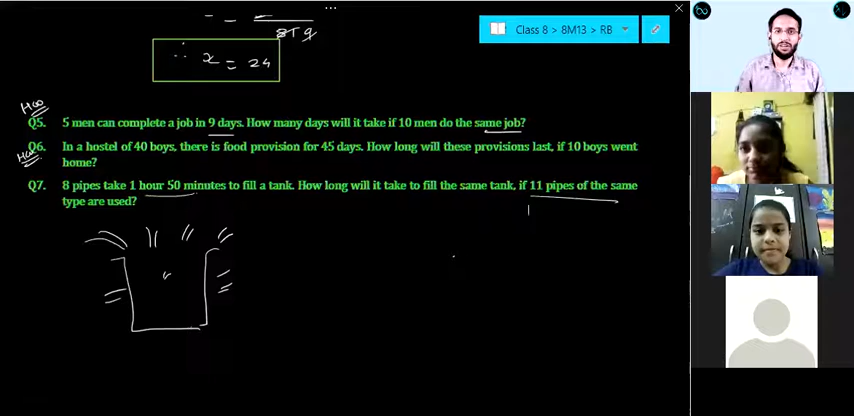 8 T 9
∴ x = 24
Class 8 > 8M13 > RB
HW
Q5. 5 men can complete a job in 9 days. How many days will it take if 10 men do the same job?
HW
Q6. In a hostel of 40 boys, there is food provision for 45 days. How long will these provisions last, if 10 boys went
home?
Q7. 8 pipes take 1 hour 50 minutes to fill a tank. How long will it take to fill the same tank, if 11 pipes of the same
type are used?